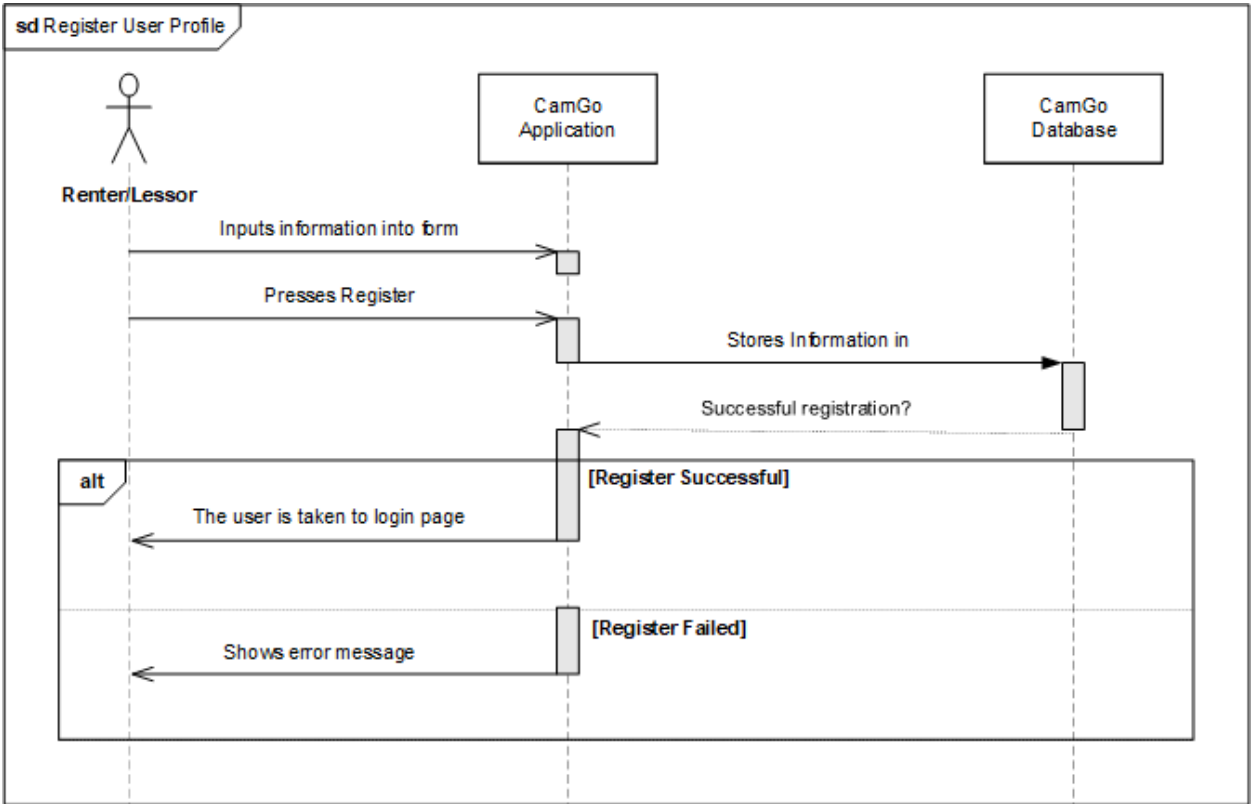 sd Register User Profile
CamGo
Application
CamGo
Database
Renter/Lessor
Inputs information into form
Presses Register
Stores Information in
Successful registration?
alt
[Register Successful]
The user is taken to login page
[Register Failed]
Shows error message